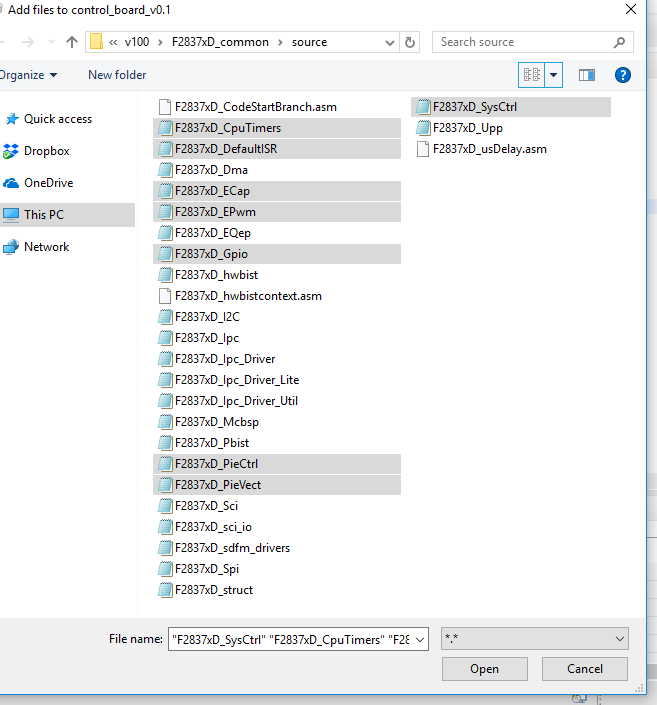 Add files to control_board_v0.1
« v100 > F2837xD_common > source
Search source
Organize
New folder
Quick access
Dropbox
OneDrive
This PC
Network
F2837xD_CodeStartBranch.asm
F2837xD_CpuTimers
F2837xD_DefaultISR
F2837xD_Dma
F2837xD_ECap
F2837xD_EPwm
F2837xD_EQep
F2837xD_Gpio
F2837xD_hwbist
F2837xD_hwbistcontext.asm
F2837xD_I2C
F2837xD_Ipc
F2837xD_Ipc_Driver
F2837xD_Ipc_Driver_Lite
F2837xD_Ipc_Driver_Util
F2837xD_Mcbsp
F2837xD_Pbist
F2837xD_PieCtrl
F2837xD_PieVect
F2837xD_Sci
F2837xD_sci_io
F2837xD_sdfm_drivers
F2837xD_Spi
F2837xD_struct
F2837xD_SysCtrl
F2837xD_Upp
F2837xD_usDelay.asm
File name: "F2837xD_SysCtrl" "F2837xD_CpuTimers" "F28
*.*
Open
Cancel